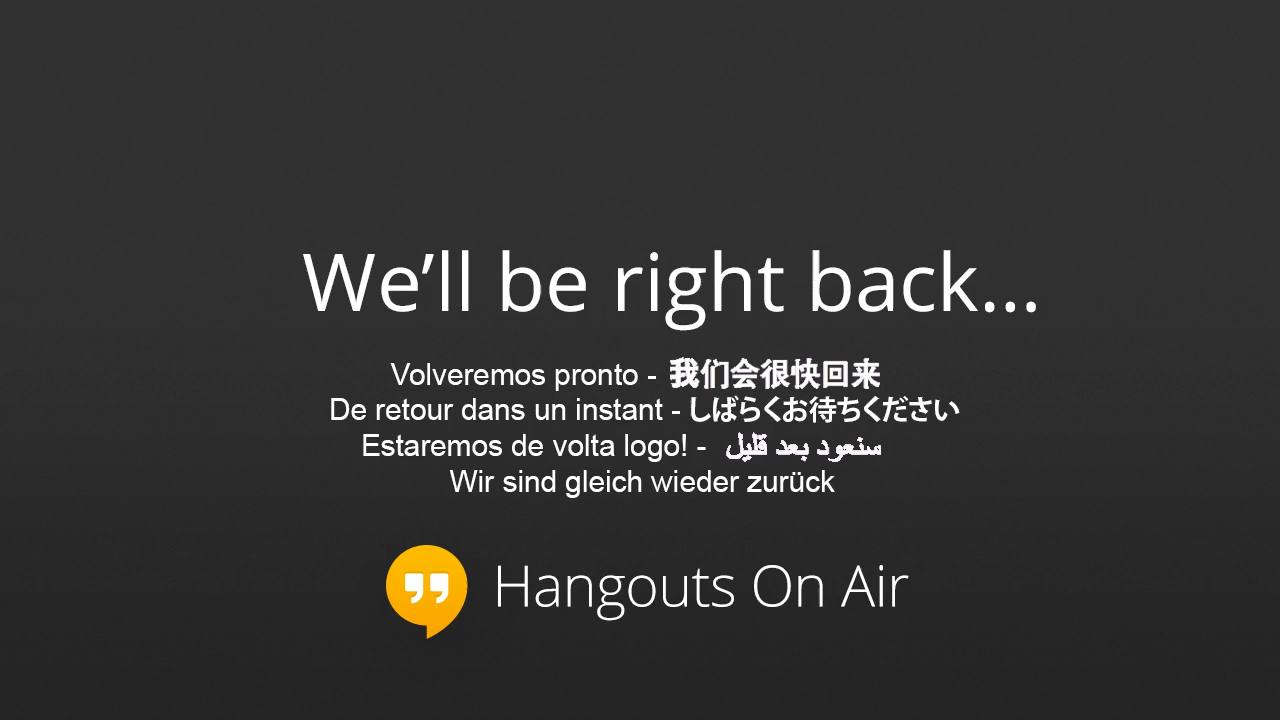 We’ll be right back...
Volveremos pronto - 我们会很快回来
De retour dans un instant - しばらくお待ちください
Estaremos de volta logo! - سنعود بعد قليل
Wir sind gleich wieder zurück
Hangouts On Air